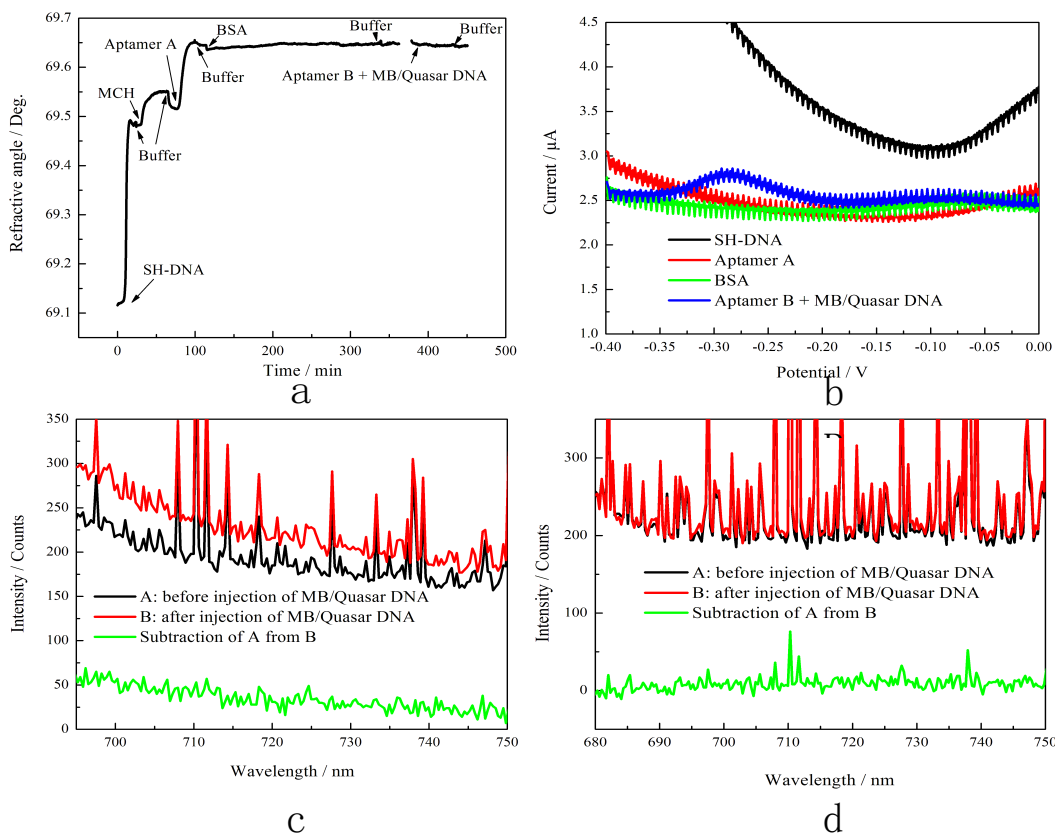 69.7
69.6
69.5
69.4
69.3
69.2
69.1
Refractive angle / Deg.
BSA
Aptamer A
Buffer
MCH
Buffer
SH-DNA
Buffer
Buffer
Aptamer B + MB/Quasar DNA
0 100 200 300 400 500
Time / min
a
4.5
4.0
3.5
3.0
2.5
2.0
1.5
1.0
Current / µA
SH-DNA
Aptamer A
BSA
Aptamer B + MB/Quasar DNA
-0.40 -0.35 -0.30 -0.25 -0.20 -0.15 -0.10 -0.05 0.00
Potential / V
b
350
300
250
200
150
100
50
0
Intensity / Counts
A: before injection of MB/Quasar DNA
B: after injection of MB/Quasar DNA
Subtraction of A from B
700 710 720 730 740 750
Wavelength / nm
c
300
200
100
0
Intensity / Counts
A: before injection of MB/Quasar DNA
B: after injection of MB/Quasar DNA
Subtraction of A from B
680 690 700 710 720 730 740 750
Wavelength / nm
d